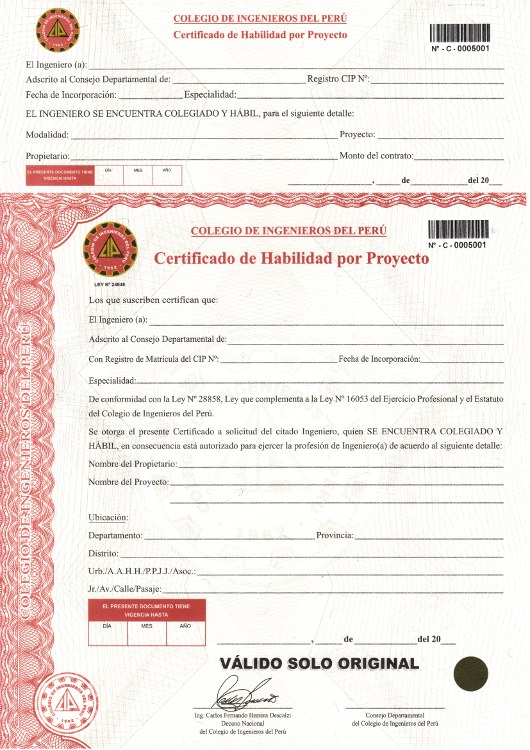 COLEGIO DE INGENIEROS DEL PERÚ
Certificado de Habilidad por Proyecto
N° - C - 0005001
El Ingeniero (a):
Adscrito al Consejo Departamental de: Registro CIP N°:
Fecha de Incorporación: Especialidad:
EL INGENIERO SE ENCUENTRA COLEGIADO Y HÁBIL, para el siguiente detalle:
Modalidad: Proyecto:
Propietario: Monto del contrato:
EL PRESENTE DOCUMENTO TIENE VIGENCIA HASTA
DÍA MES AÑO
, de del 20
COLEGIO DE INGENIEROS DEL PERÚ
N° - C - 0005001
Certificado de Habilidad por Proyecto
COLEGIO DE INGENIEROS DEL PERÚ
1962
LEY N° 24648
Los que suscriben certifican que:
El Ingeniero (a):
Adscrito al Consejo Departamental de:
Con Registro de Matrícula del CIP N°: Fecha de Incorporación:
Especialidad:
De conformidad con la Ley N° 28858, Ley que complementa a la Ley N° 16053 del Ejercicio Profesional y el Estatuto
del Colegio de Ingenieros del Perú.
Se otorga el presente Certificado a solicitud del citado Ingeniero, quien SE ENCUENTRA COLEGIADO Y
HÁBIL, en consecuencia está autorizado para ejercer la profesión de Ingeniero(a) de acuerdo al siguiente detalle:
Nombre del Propietario:
Nombre del Proyecto:
Ubicación:
Departamento: Provincia:
Distrito:
Urb./A.A.H.H./P.P.J.J./Asoc.:
Jr./Av./Calle/Pasaje:
EL PRESENTE DOCUMENTO TIENE
VIGENCIA HASTA
DÍA MES AÑO
, de del 20
VÁLIDO SOLO ORIGINAL
Ing. Carlos Fernando Herrera Descalzi
Decano Nacional
del Colegio de Ingenieros del Perú
Consejo Departamental
del Colegio de Ingenieros del Perú
COLEGIO DE INGENIEROS DEL PERÚ